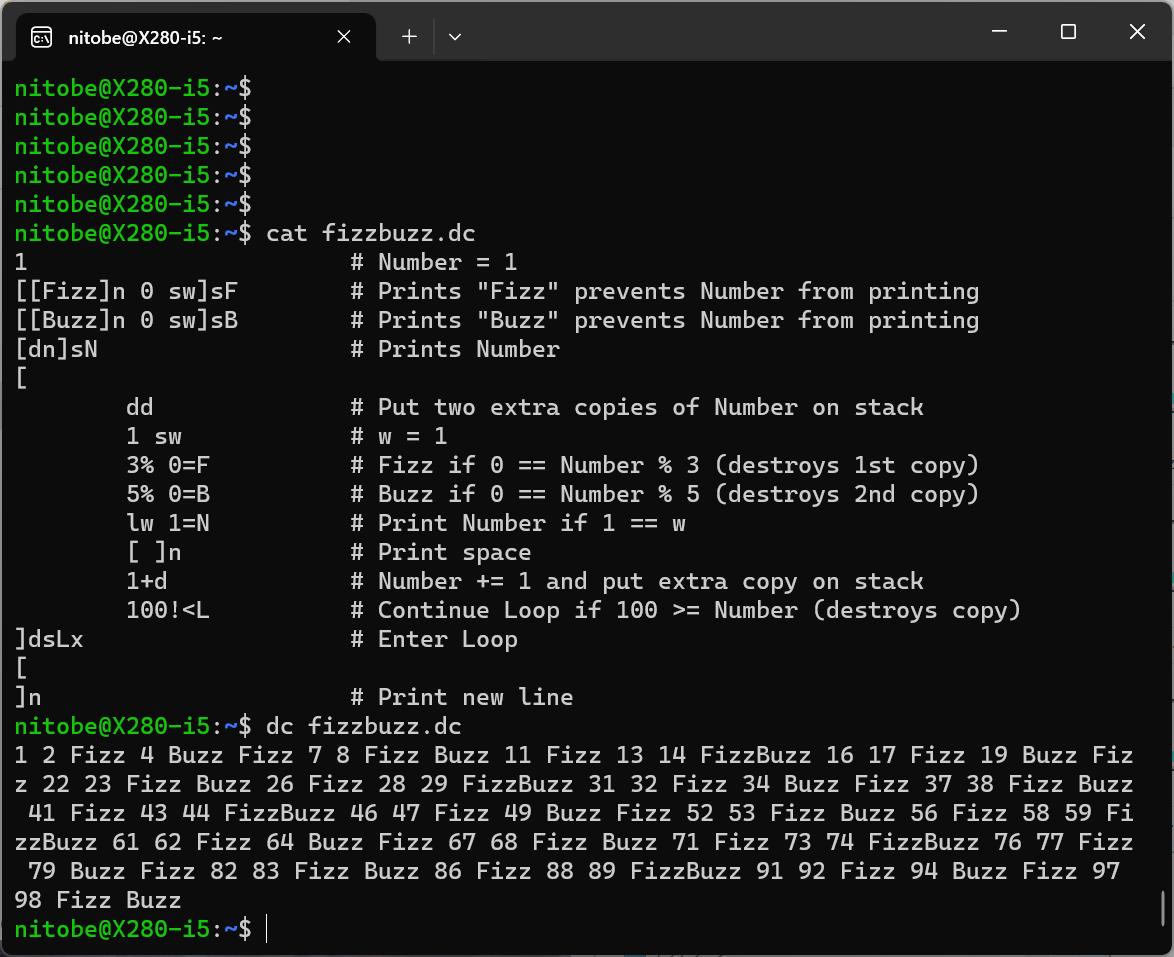 nitobe@X280-i5: ~
nitobe@X280-i5:~$
nitobe@X280-i5:~$
nitobe@X280-i5:~$
nitobe@X280-i5:~$
nitobe@X280-i5:~$
nitobe@X280-i5:~$ cat fizzbuzz.dc
1                       # Number = 1
[[Fizz]n 0 sw]sF        # Prints "Fizz" prevents Number from printing
[[Buzz]n 0 sw]sB        # Prints "Buzz" prevents Number from printing
[dn]sN                  # Prints Number
[
        dd              # Put two extra copies of Number on stack
        1 sw            # w = 1
        3% 0=F          # Fizz if 0 == Number % 3 (destroys 1st copy)
        5% 0=B          # Buzz if 0 == Number % 5 (destroys 2nd copy)
        lw 1=N          # Print Number if 1 == w
        [ ]n            # Print space
        1+d             # Number += 1 and put extra copy on stack
        100!<L          # Continue Loop if 100 >= Number (destroys copy)
]dsLx                   # Enter Loop
[
]n                      # Print new line
nitobe@X280-i5:~$ dc fizzbuzz.dc
1 2 Fizz 4 Buzz Fizz 7 8 Fizz Buzz 11 Fizz 13 14 FizzBuzz 16 17 Fizz 19 Buzz Fiz
z 22 23 Fizz Buzz 26 Fizz 28 29 FizzBuzz 31 32 Fizz 34 Buzz Fizz 37 38 Fizz Buzz
 41 Fizz 43 44 FizzBuzz 46 47 Fizz 49 Buzz Fizz 52 53 Fizz Buzz 56 Fizz 58 59 Fi
zzBuzz 61 62 Fizz 64 Buzz Fizz 67 68 Fizz Buzz 71 Fizz 73 74 FizzBuzz 76 77 Fizz
 79 Buzz Fizz 82 83 Fizz Buzz 86 Fizz 88 89 FizzBuzz 91 92 Fizz 94 Buzz Fizz 97
98 Fizz Buzz
nitobe@X280-i5:~$